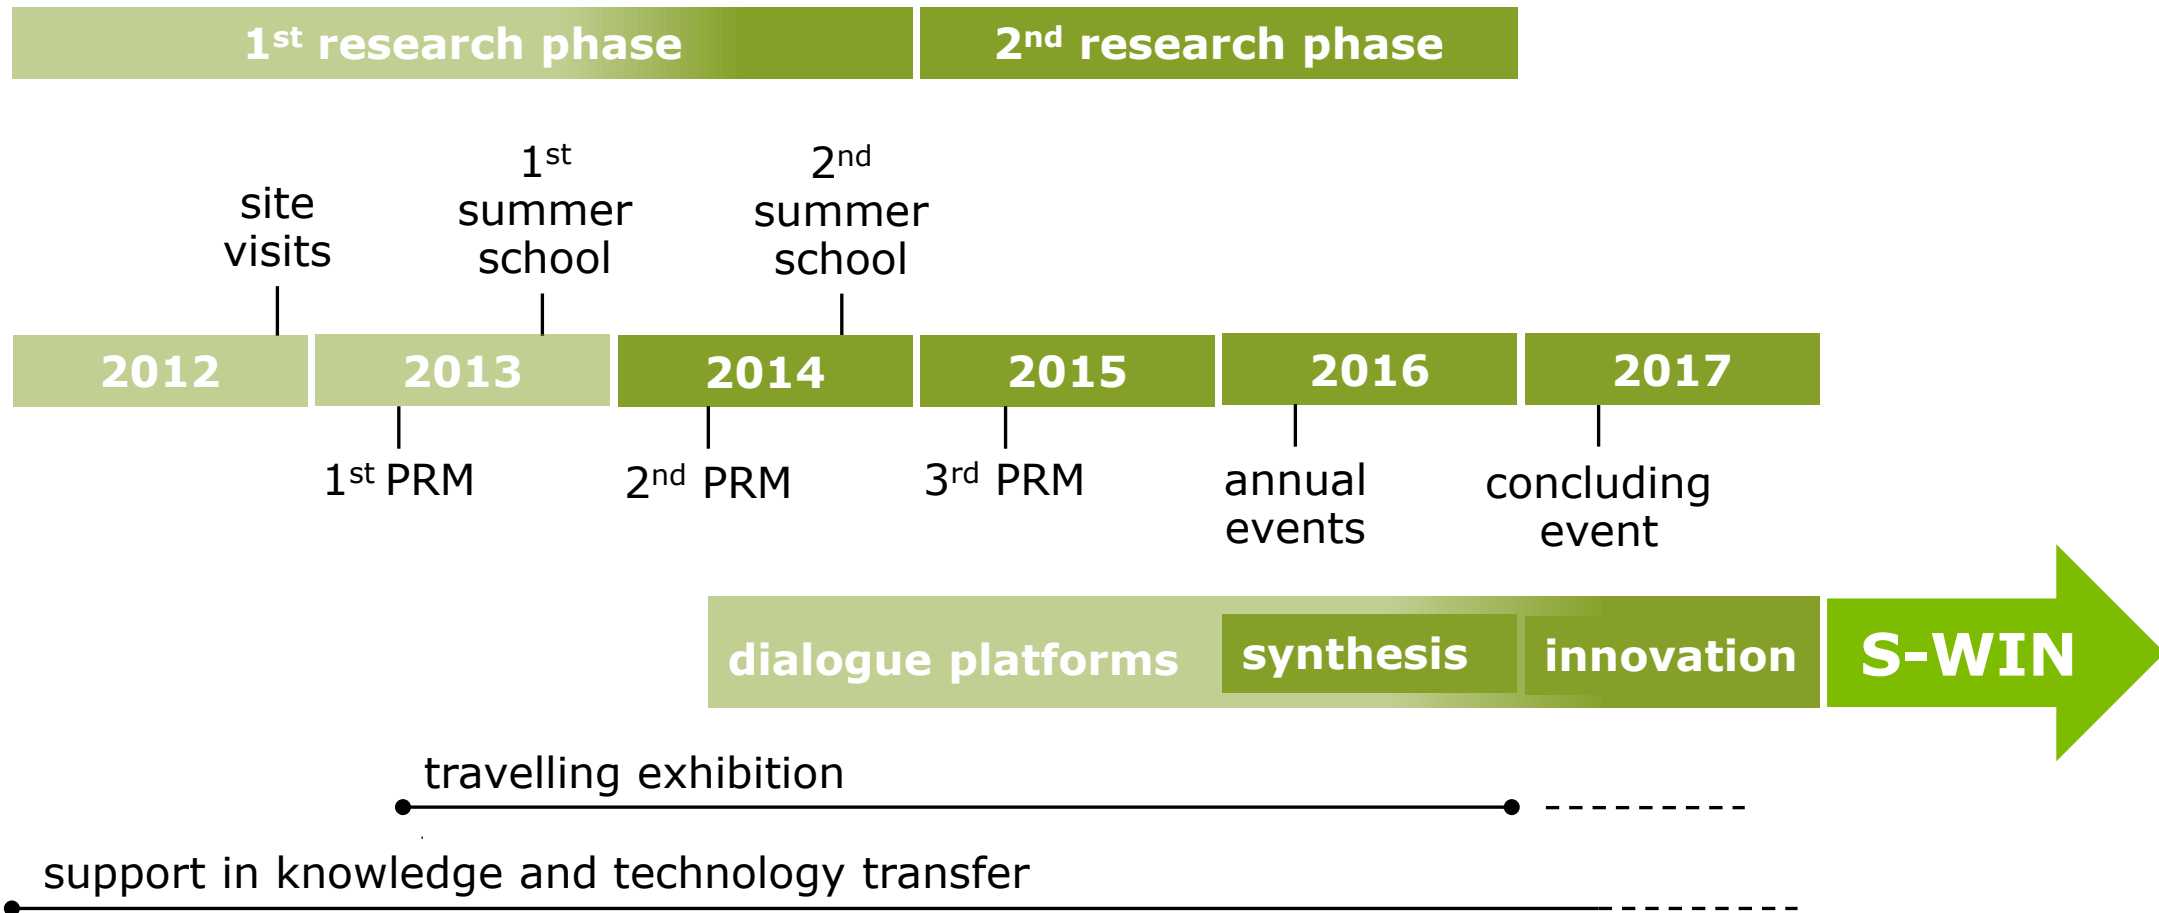 1st research phase
2nd research phase
site
visits
1st
summer
school
2nd
summer
school
2012
2013
2014
2015
2016
2017
1st PRM
2nd PRM
3rd PRM
annual
events
concluding
event
dialogue platforms
synthesis
innovation
S-WIN
travelling exhibition
support in knowledge and technology transfer